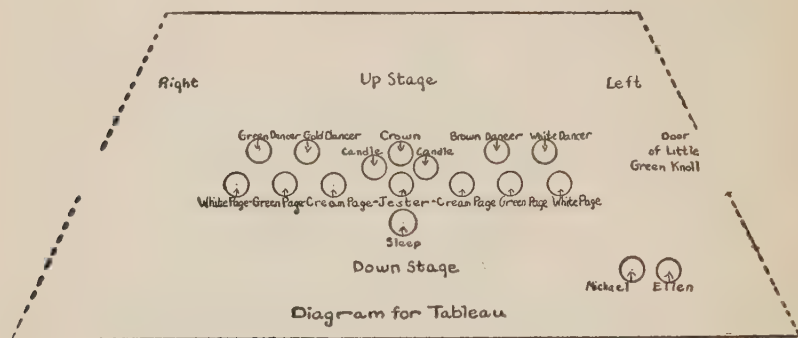 Right Up Stage Left
Green Dancer Gold Dancer Crown Brown Dancer White Dancer
Door
of Little
Green Knoll
Candle Candle
White Page-Green Page Cream Page-Jester-Cream Page Green Page White Page
Sleep
Down Stage
Michael Ellen
Diagram for Tableau